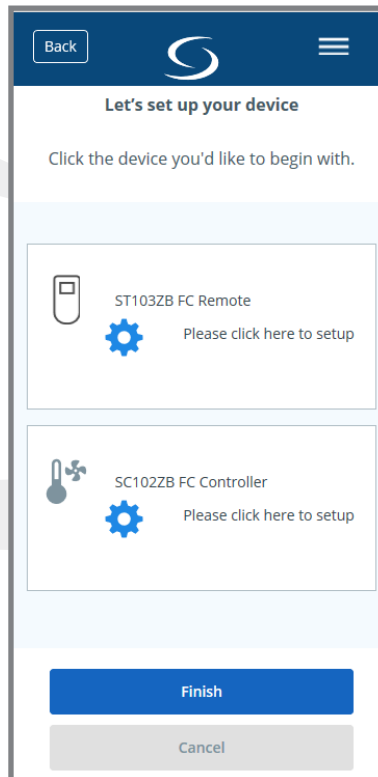 Back
Let’s set up your device
Click the device you'd like to begin with.
ST103ZB FC Remote
Please click here to setup
SC102ZB FC Controller
Please click here to setup
Finish
Cancel